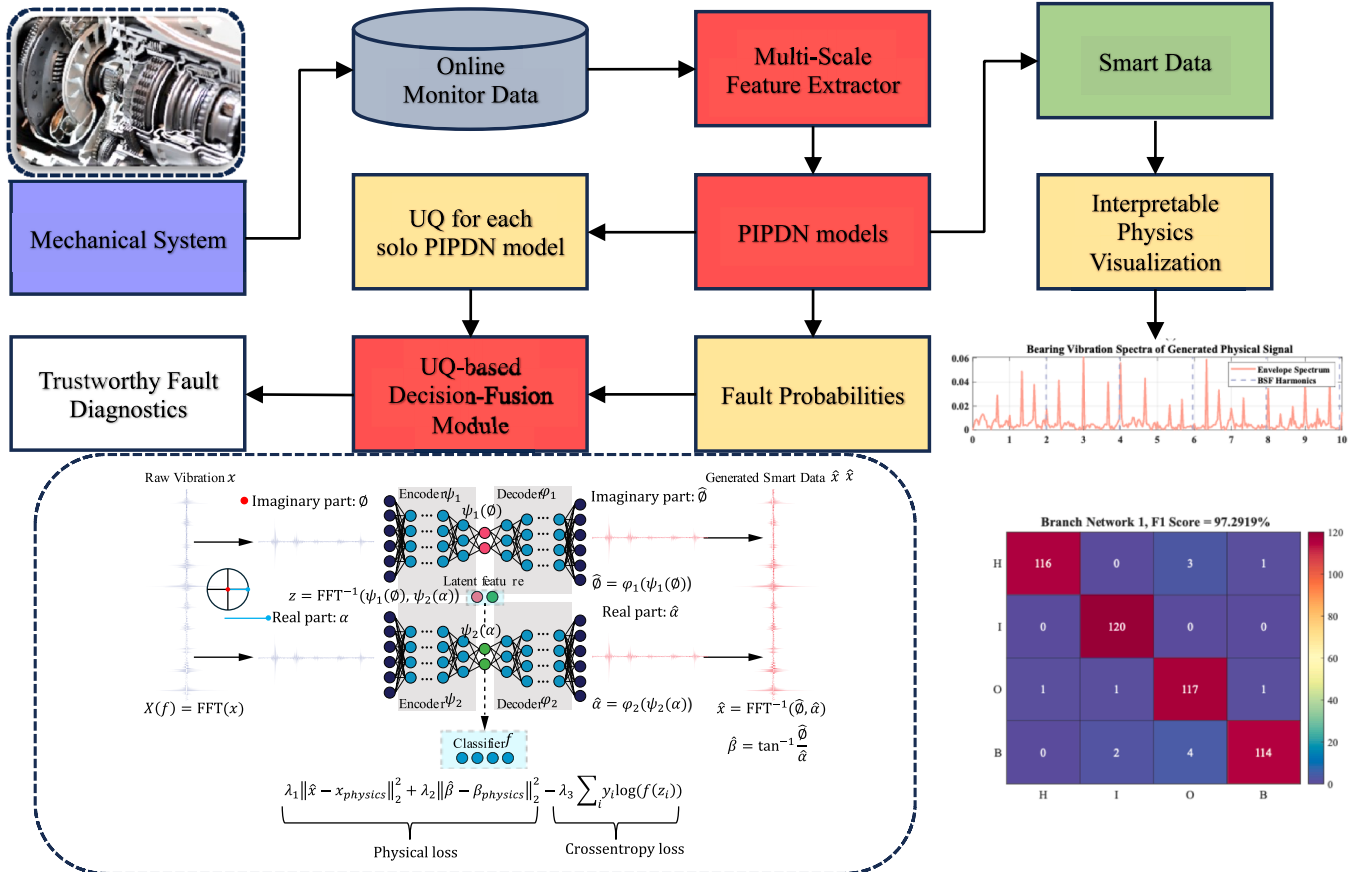 Online
Monitor Data
Multi-Scale
Feature Extractor
Smart Data
Mechanical System
UQ for each
solo PIPDN model
PIPDN models
Interpretable
Physics
Visualization
Trustworthy Fault
Diagnostics
UQ-based
Decision-Fusion
Module
Fault Probabilities
Bearing Vibration Spectra of Generated Physical Signal
Envelope Spectrum
BSF Harmonics
0.06
0.04
0.02
0
0 1 2 3 4 5 6 7 8 9 10
Raw Vibration x
Imaginary part: ∅
Encoder ψ₁
ψ₁(∅)
Decoder φ₁
Imaginary part: ∅̂
Generated Smart Data x̂ x̂
∅̂ = φ₁(ψ₁(∅))
z = FFT⁻¹(ψ₁(∅), ψ₂(α))
Latent featu re
Real part: α
ψ₂(α)
Real part: α̂
X(f) = FFT(x)
Encoder ψ₂
Decoder φ₂
α̂ = φ₂(ψ₂(α))
x̂ = FFT⁻¹(∅̂, α̂)
β̂ = tan⁻¹ ∅̂/α̂
Classifier f
λ₁‖x̂ − x_physics‖₂² + λ₂‖β̂ − β_physics‖₂² − λ₃ ∑ᵢ yᵢlog(f(zᵢ))
Physical loss
Crossentropy loss
Branch Network 1, F1 Score = 97.2919%
H 116 0 3 1
I 0 120 0 0
O 1 1 117 1
B 0 2 4 114
H I O B
120
100
80
60
40
20
0